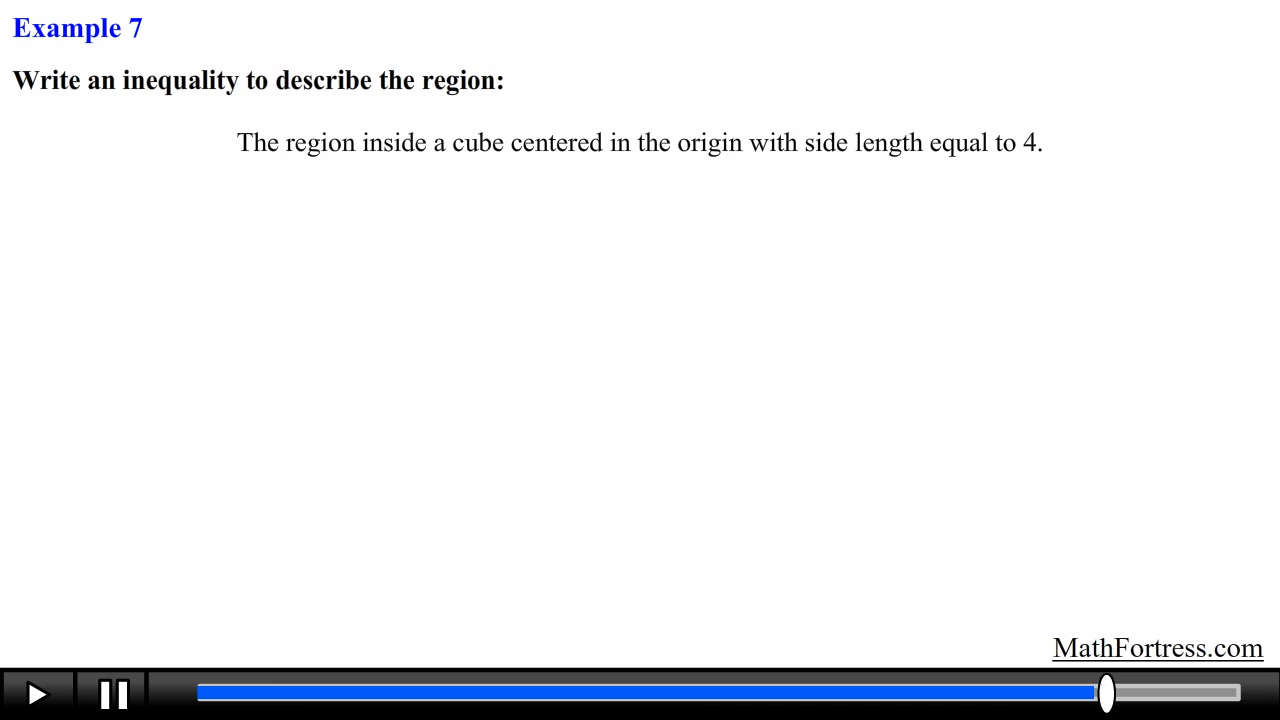 Example 7
Write an inequality to describe the region:
The region inside a cube centered in the origin with side length equal to 4.
MathFortress.com